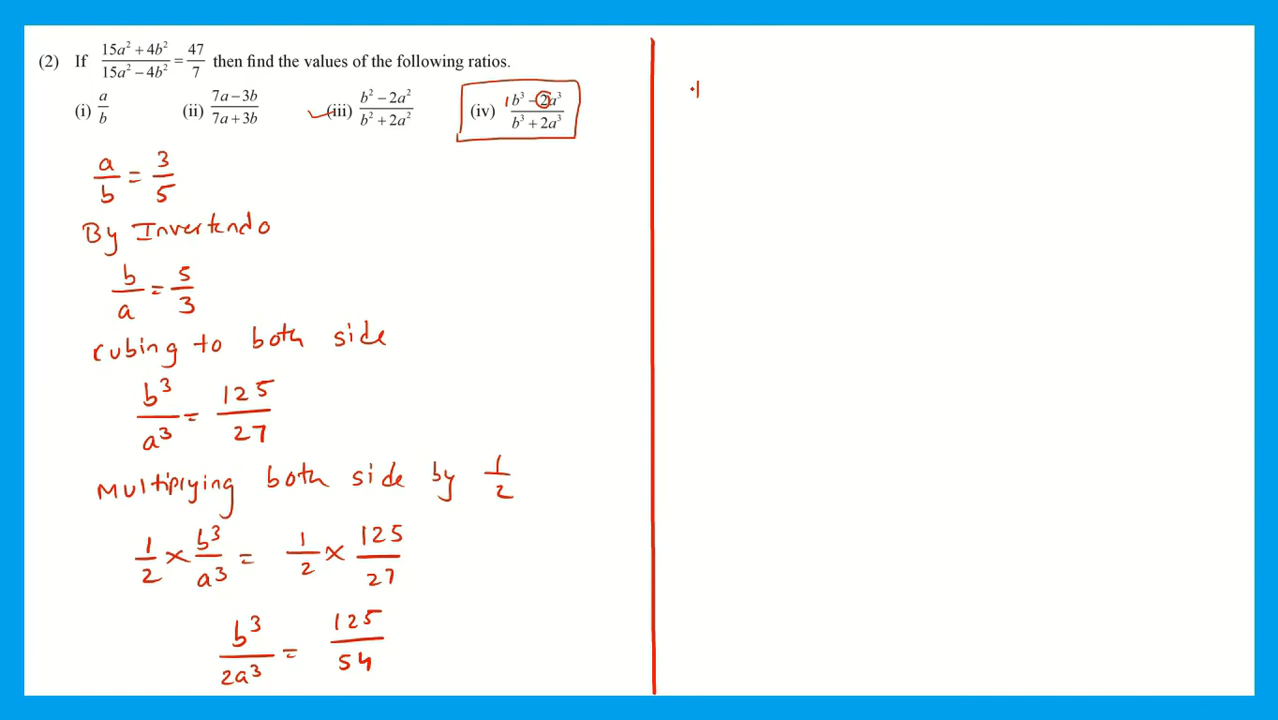 (2) If (15a² + 4b²)/(15a² − 4b²) = 47/7 then find the values of the following ratios.
(i) a/b (ii) (7a − 3b)/(7a + 3b) (iii) (b² − 2a²)/(b² + 2a²) (iv) (b³ − 2a³)/(b³ + 2a³)
a/b = 3/5
By Invertendo
b/a = 5/3
cubing to both side
b³/a³ = 125/27
Multiplying both side by 1/2
1/2 × b³/a³ = 1/2 × 125/27
b³/2a³ = 125/54